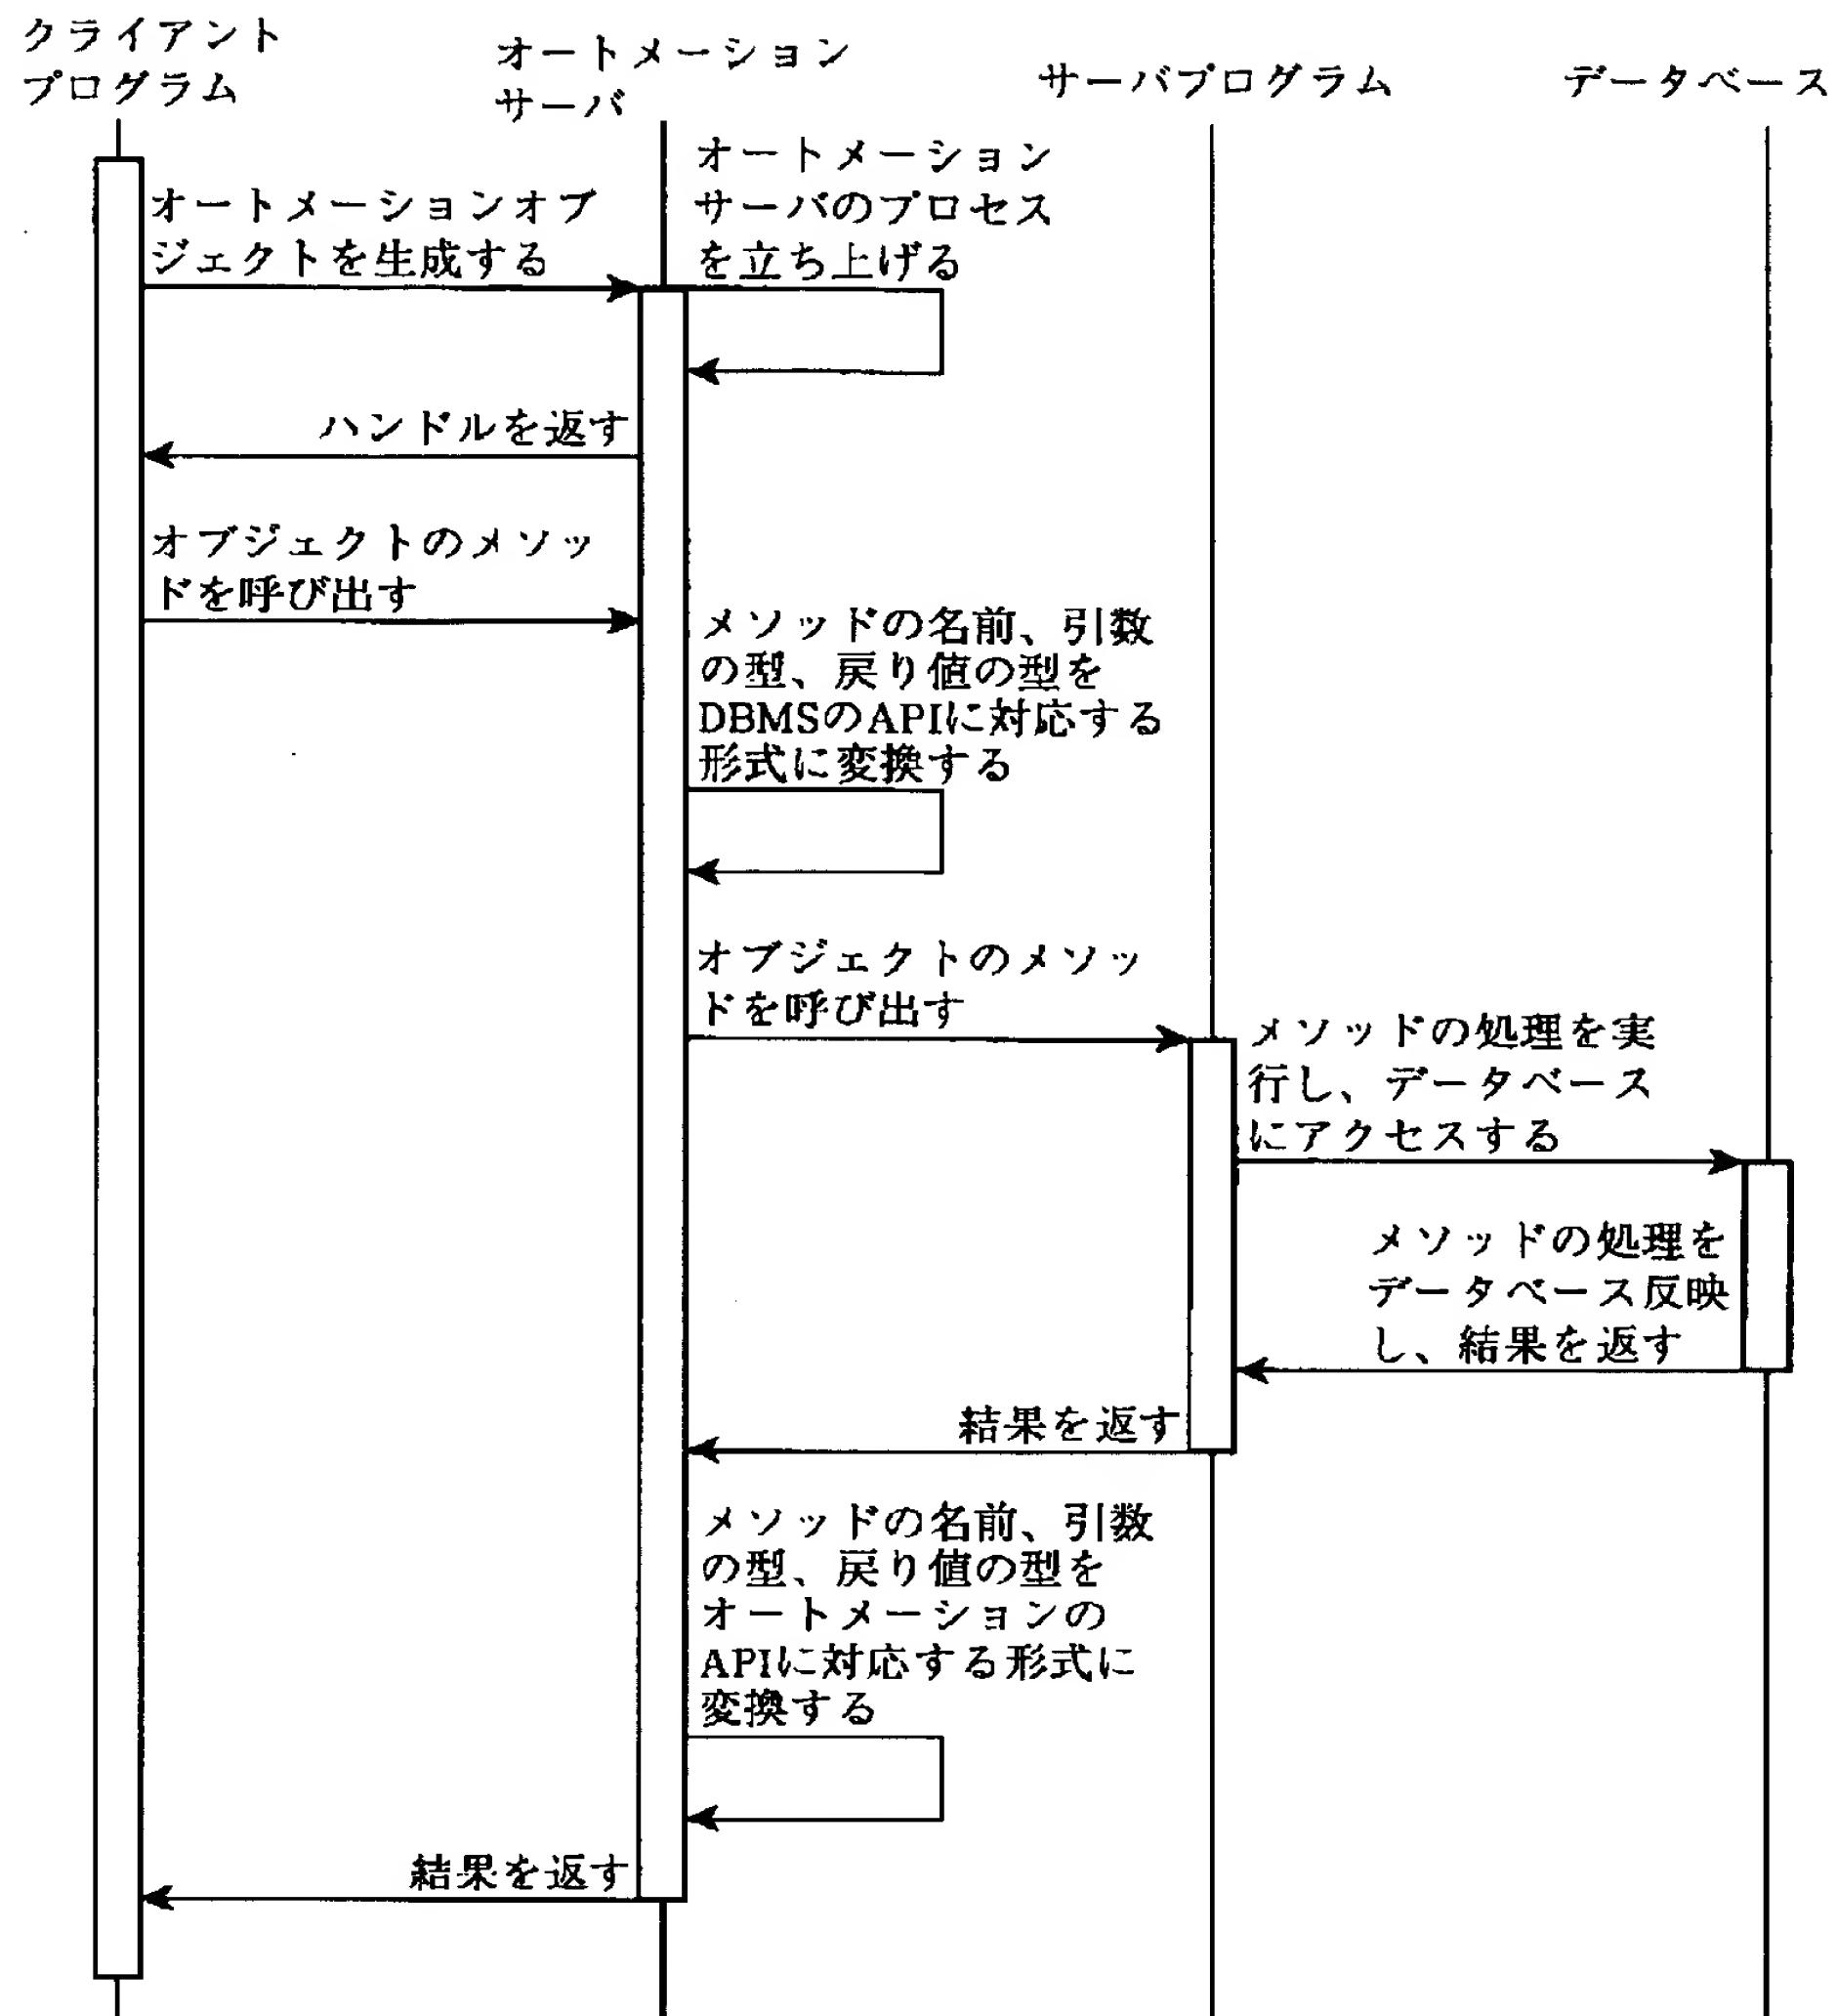 クライアント
プログラム
オートメーション
サーバ
サーバプログラム
データベース
オートメーション
サーバのプロセス
を立ち上げる
オートメーションオブ
ジェクトを生成する
ハンドルを返す
オブジェクトのメソッ
ドを呼び出す
メソッドの名前、引数
の型、戻り値の型を
DBMSのAPIに対応する
形式に変換する
オブジェクトのメソッ
ドを呼び出す
メソッドの処理を実
行し、データベース
にアクセスする
メソッドの処理を
データベース反映
し、結果を返す
結果を返す
メソッドの名前、引数
の型、戻り値の型を
オートメーションの
APIに対応する形式に
変換する
結果を返す